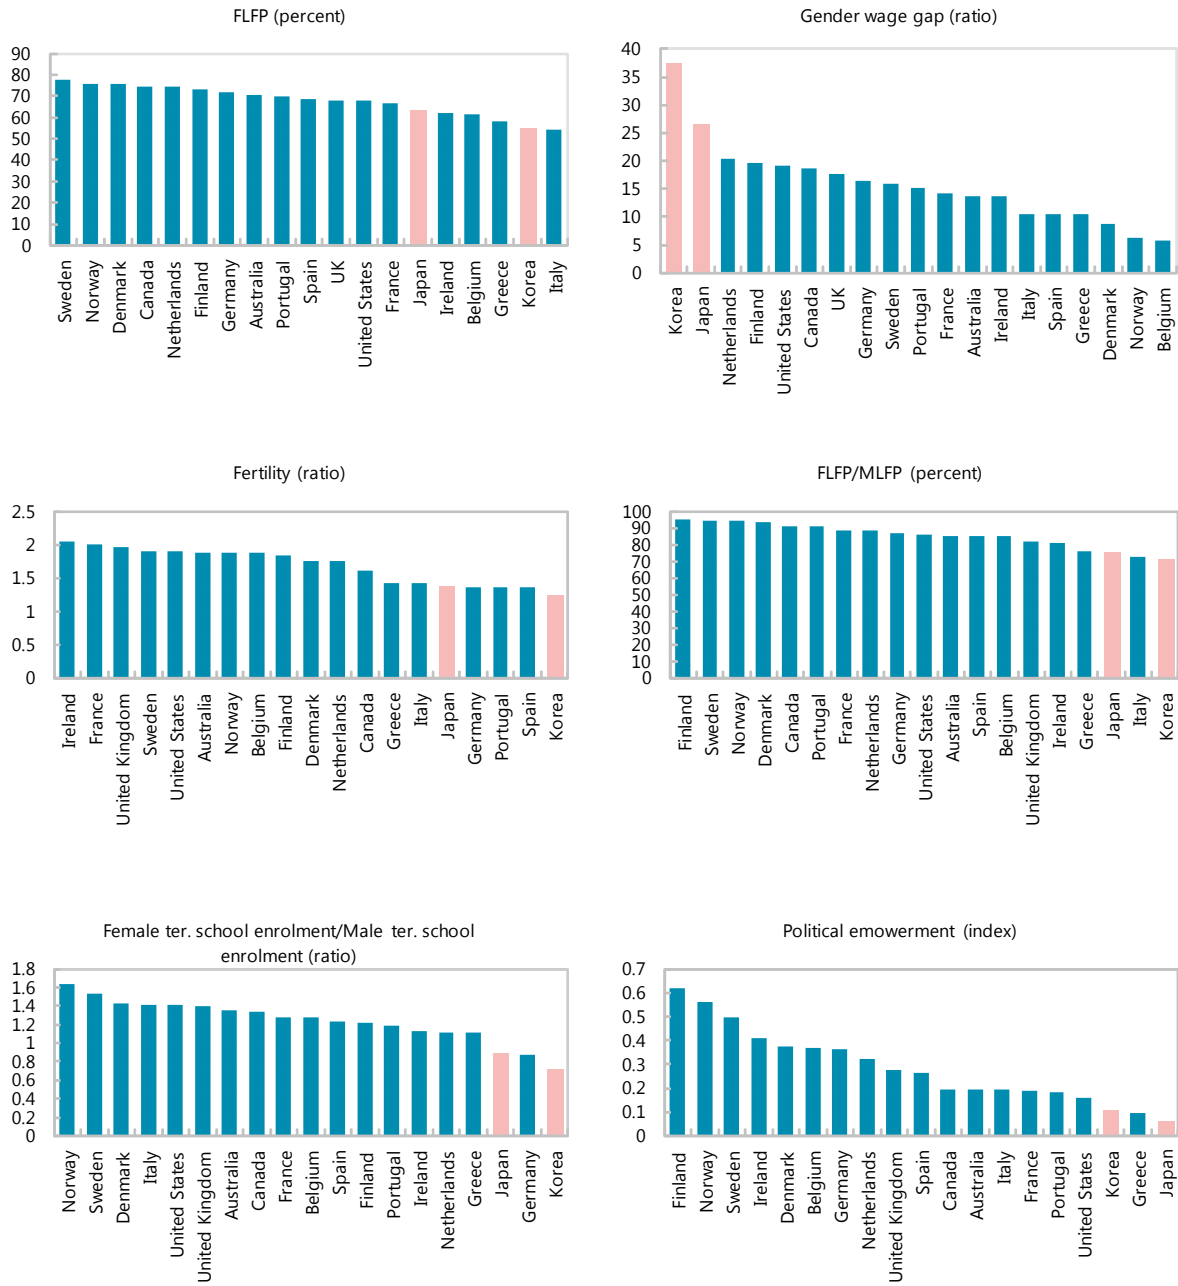 FLFP (percent)
90
80
70
60
50
40
30
20
10
0
Sweden
Norway
Denmark
Canada
Netherlands
Finland
Germany
Australia
Portugal
Spain
UK
United States
France
Japan
Ireland
Belgium
Greece
Korea
Italy
Gender wage gap (ratio)
40
35
30
25
20
15
10
5
0
Korea
Japan
Netherlands
Finland
United States
Canada
UK
Germany
Sweden
Portugal
France
Australia
Ireland
Italy
Spain
Greece
Denmark
Norway
Belgium
Fertility (ratio)
2.5
2
1.5
1
0.5
0
Ireland
France
United Kingdom
Sweden
United States
Australia
Norway
Belgium
Finland
Denmark
Netherlands
Canada
Greece
Italy
Japan
Germany
Portugal
Spain
Korea
FLFP/MLFP (percent)
100
90
80
70
60
50
40
30
20
10
0
Finland
Sweden
Norway
Denmark
Canada
Portugal
France
Netherlands
Germany
United States
Australia
Spain
Belgium
United Kingdom
Ireland
Greece
Japan
Italy
Korea
Female ter. school enrolment/Male ter. school
enrolment (ratio)
1.8
1.6
1.4
1.2
1
0.8
0.6
0.4
0.2
0
Norway
Sweden
Denmark
Italy
United States
United Kingdom
Australia
Canada
France
Belgium
Spain
Finland
Portugal
Ireland
Netherlands
Greece
Japan
Germany
Korea
Political emowerment (index)
0.7
0.6
0.5
0.4
0.3
0.2
0.1
0
Finland
Norway
Sweden
Ireland
Denmark
Belgium
Germany
Netherlands
United Kingdom
Spain
Canada
Australia
Italy
France
Portugal
United States
Korea
Greece
Japan